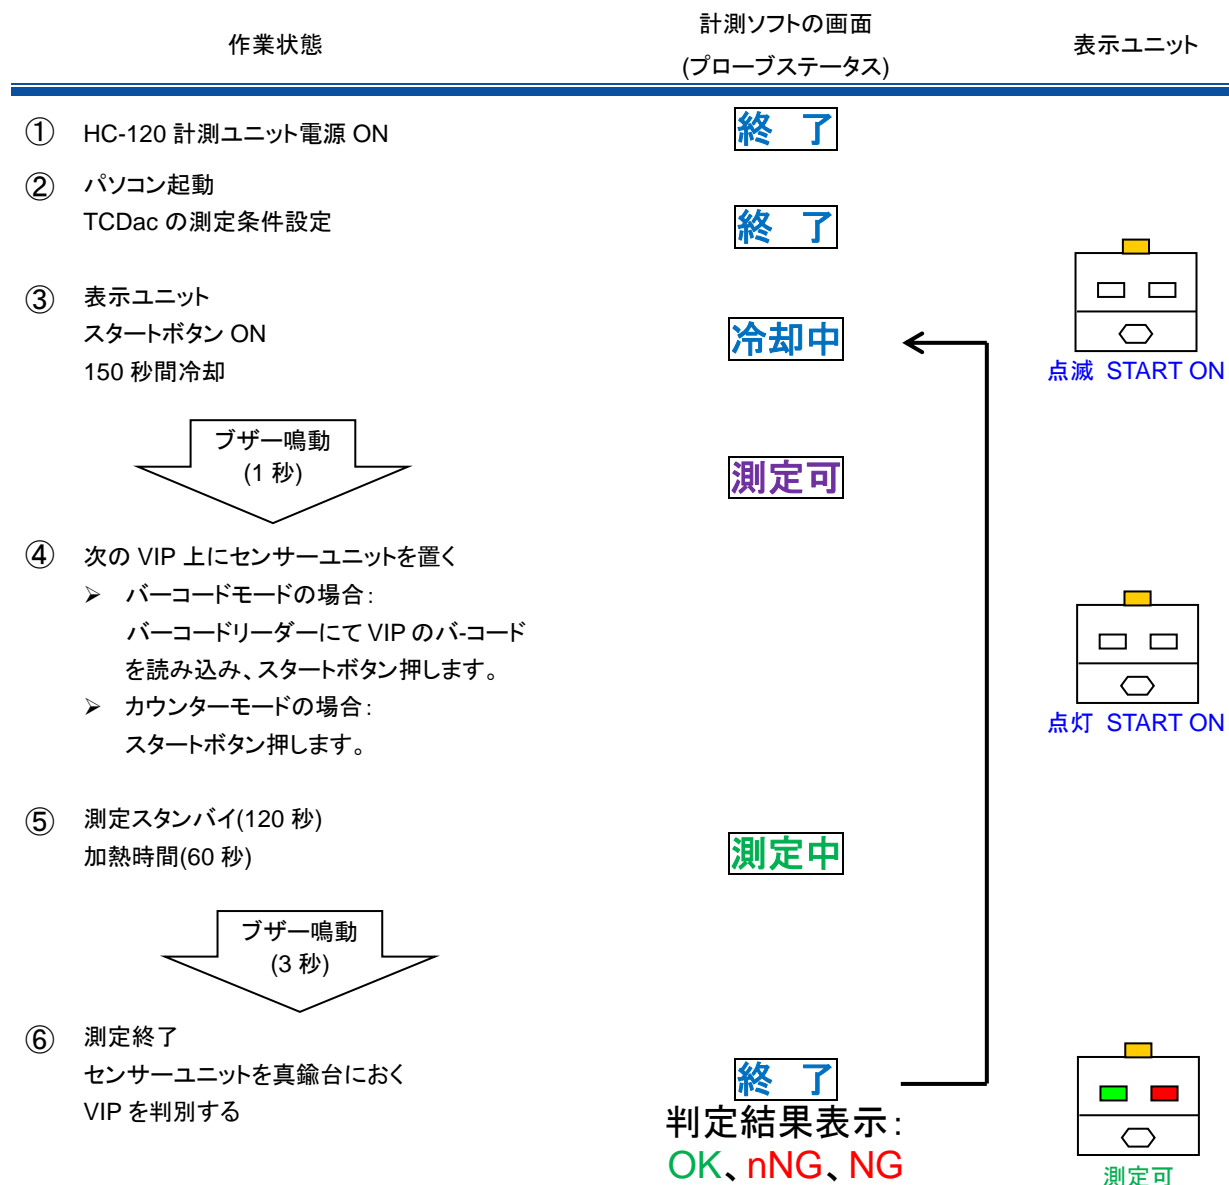 作業状態
計測ソフトの画面
(プローブステータス)
表示ユニット
① HC-120 計測ユニット電源 ON
終 了
② パソコン起動
TCDac の測定条件設定
終 了
③ 表示ユニット
スタートボタン ON
150 秒間冷却
冷却中
点滅 START ON
ブザー鳴動
(1 秒)
測定可
④ 次の VIP 上にセンサーユニットを置く
➢ バーコードモードの場合:
バーコードリーダーにて VIP のバ-コード
を読み込み、スタートボタン押します。
➢ カウンターモードの場合:
スタートボタン押します。
点灯 START ON
⑤ 測定スタンバイ(120 秒)
加熱時間(60 秒)
測定中
ブザー鳴動
(3 秒)
⑥ 測定終了
センサーユニットを真鍮台におく
VIP を判別する
終 了
判定結果表示:
OK、nNG、NG
測定可